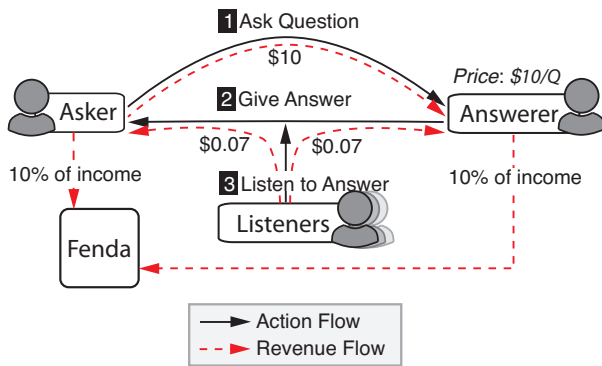 1 Ask Question
$10
Price: $10/Q
Asker
2 Give Answer
Answerer
$0.07
$0.07
10% of income
3 Listen to Answer
10% of income
Listeners
Fenda
Action Flow
Revenue Flow